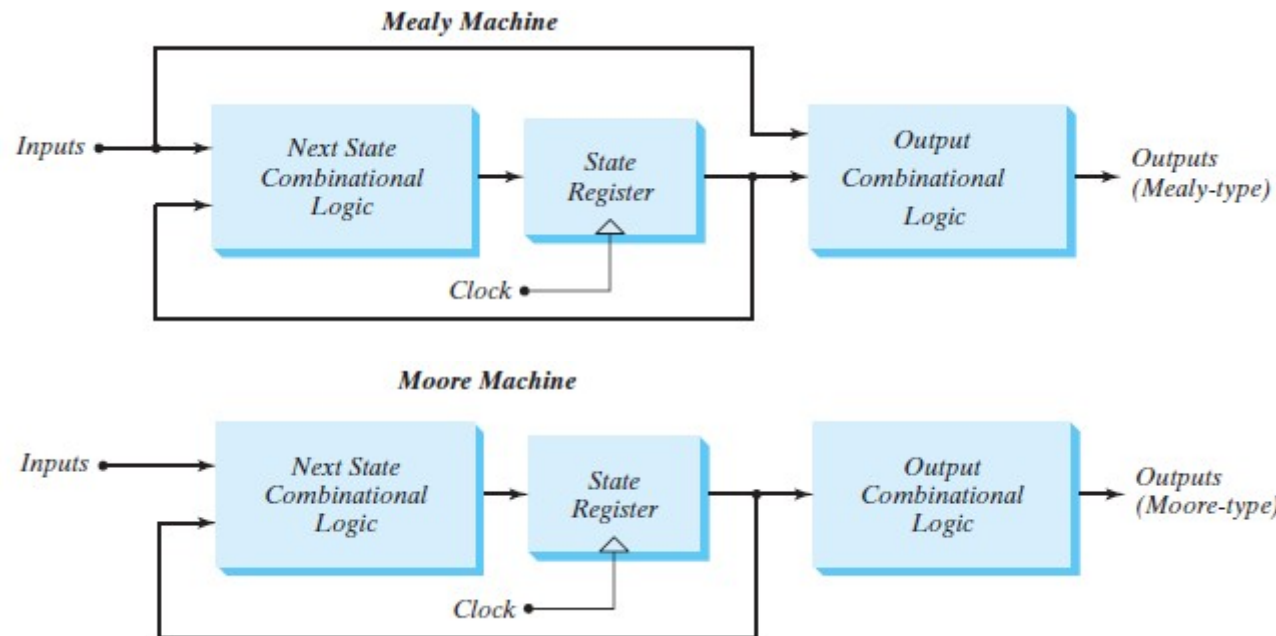 Mealy Machine
Inputs
Next State
Combinational
Logic
State
Register
Clock
Output
Combinational
Logic
Outputs
(Mealy-type)
Moore Machine
Inputs
Next State
Combinational
Logic
State
Register
Clock
Output
Combinational
Logic
Outputs
(Moore-type)